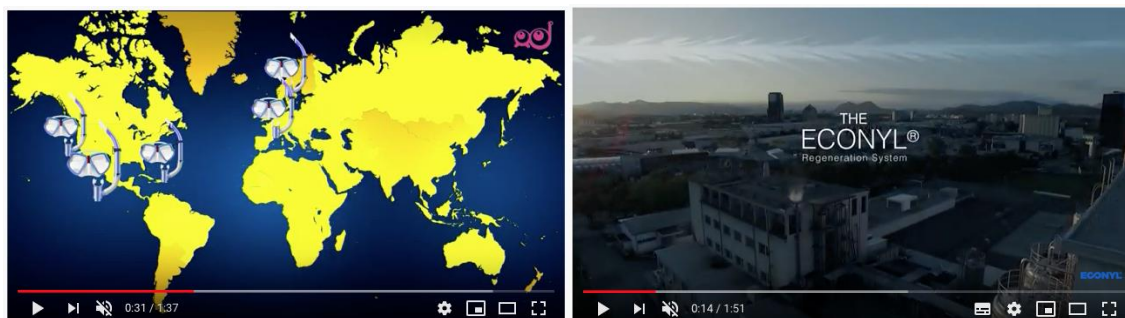 0:31 / 1:37
THE
ECONYL®
Regeneration System
ECONYL®
0:14 / 1:51